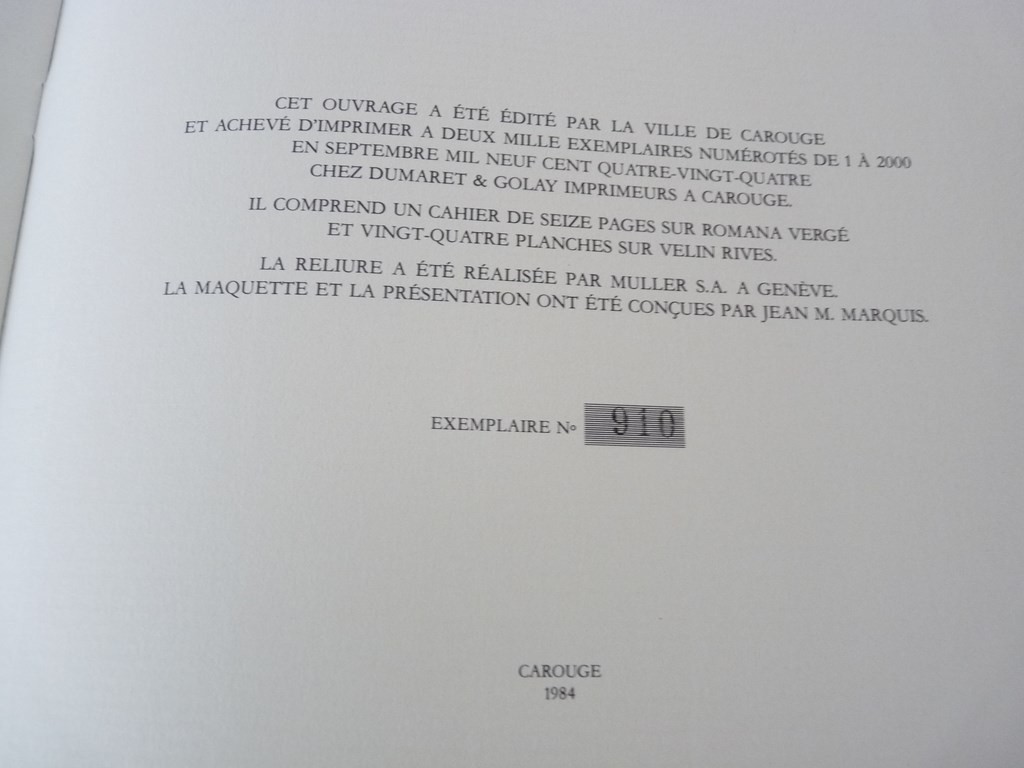 CET OUVRAGE A ÉTÉ ÉDITÉ PAR LA VILLE DE CAROUGE
ET ACHEVÉ D'IMPRIMER A DEUX MILLE EXEMPLAIRES NUMÉROTÉS DE 1 À 2000
EN SEPTEMBRE MIL NEUF CENT QUATRE-VINGT-QUATRE
CHEZ DUMARET & GOLAY IMPRIMEURS A CAROUGE.
IL COMPREND UN CAHIER DE SEIZE PAGES SUR ROMANA VERGÉ
ET VINGT-QUATRE PLANCHES SUR VELIN RIVES.
LA RELIURE A ÉTÉ RÉALISÉE PAR MULLER S.A. A GENÈVE.
LA MAQUETTE ET LA PRÉSENTATION ONT ÉTÉ CONÇUES PAR JEAN M. MARQUIS.
EXEMPLAIRE No 910
CAROUGE
1984